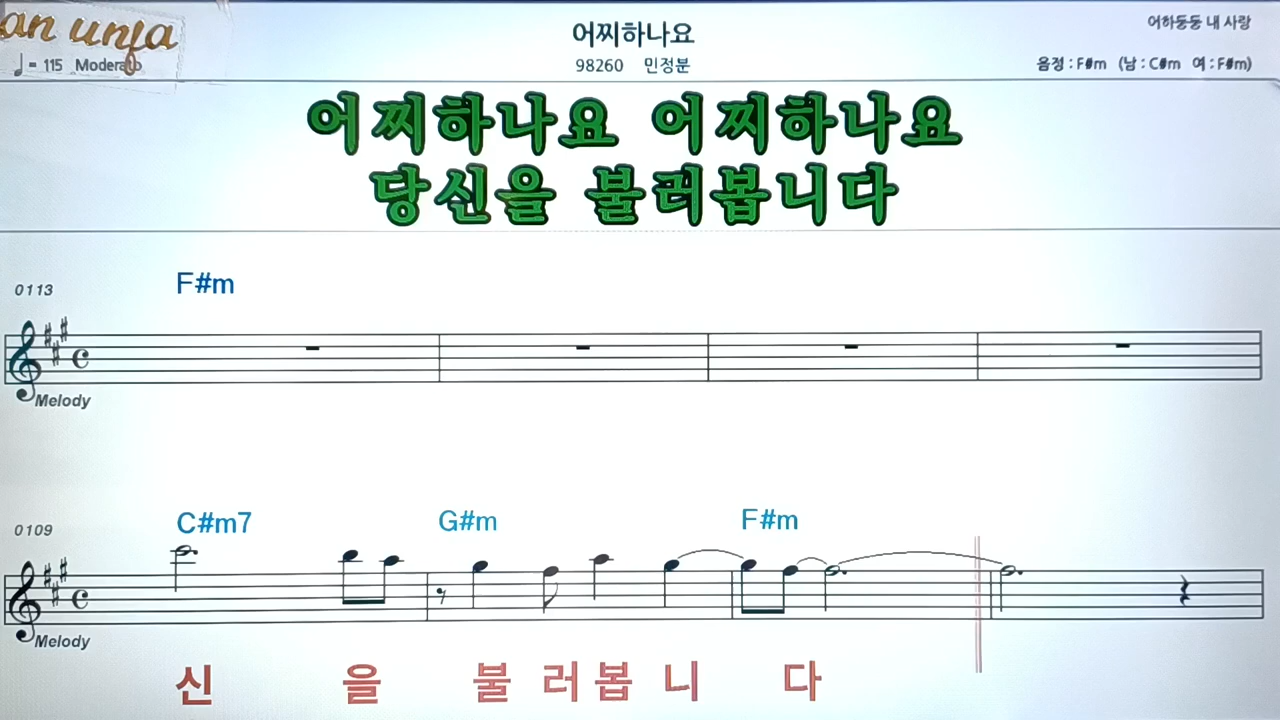 an unja
어찌하나요
어하둥둥 내 사랑
♩= 115 Moderato
98260 민정분
음정 : F#m (남 : C#m 여 : F#m)
어찌하나요 어찌하나요
당신을 불러봅니다
0113
F#m
Melody
0109
C#m7 G#m F#m
Melody
신 을 불 러 봅 니 다